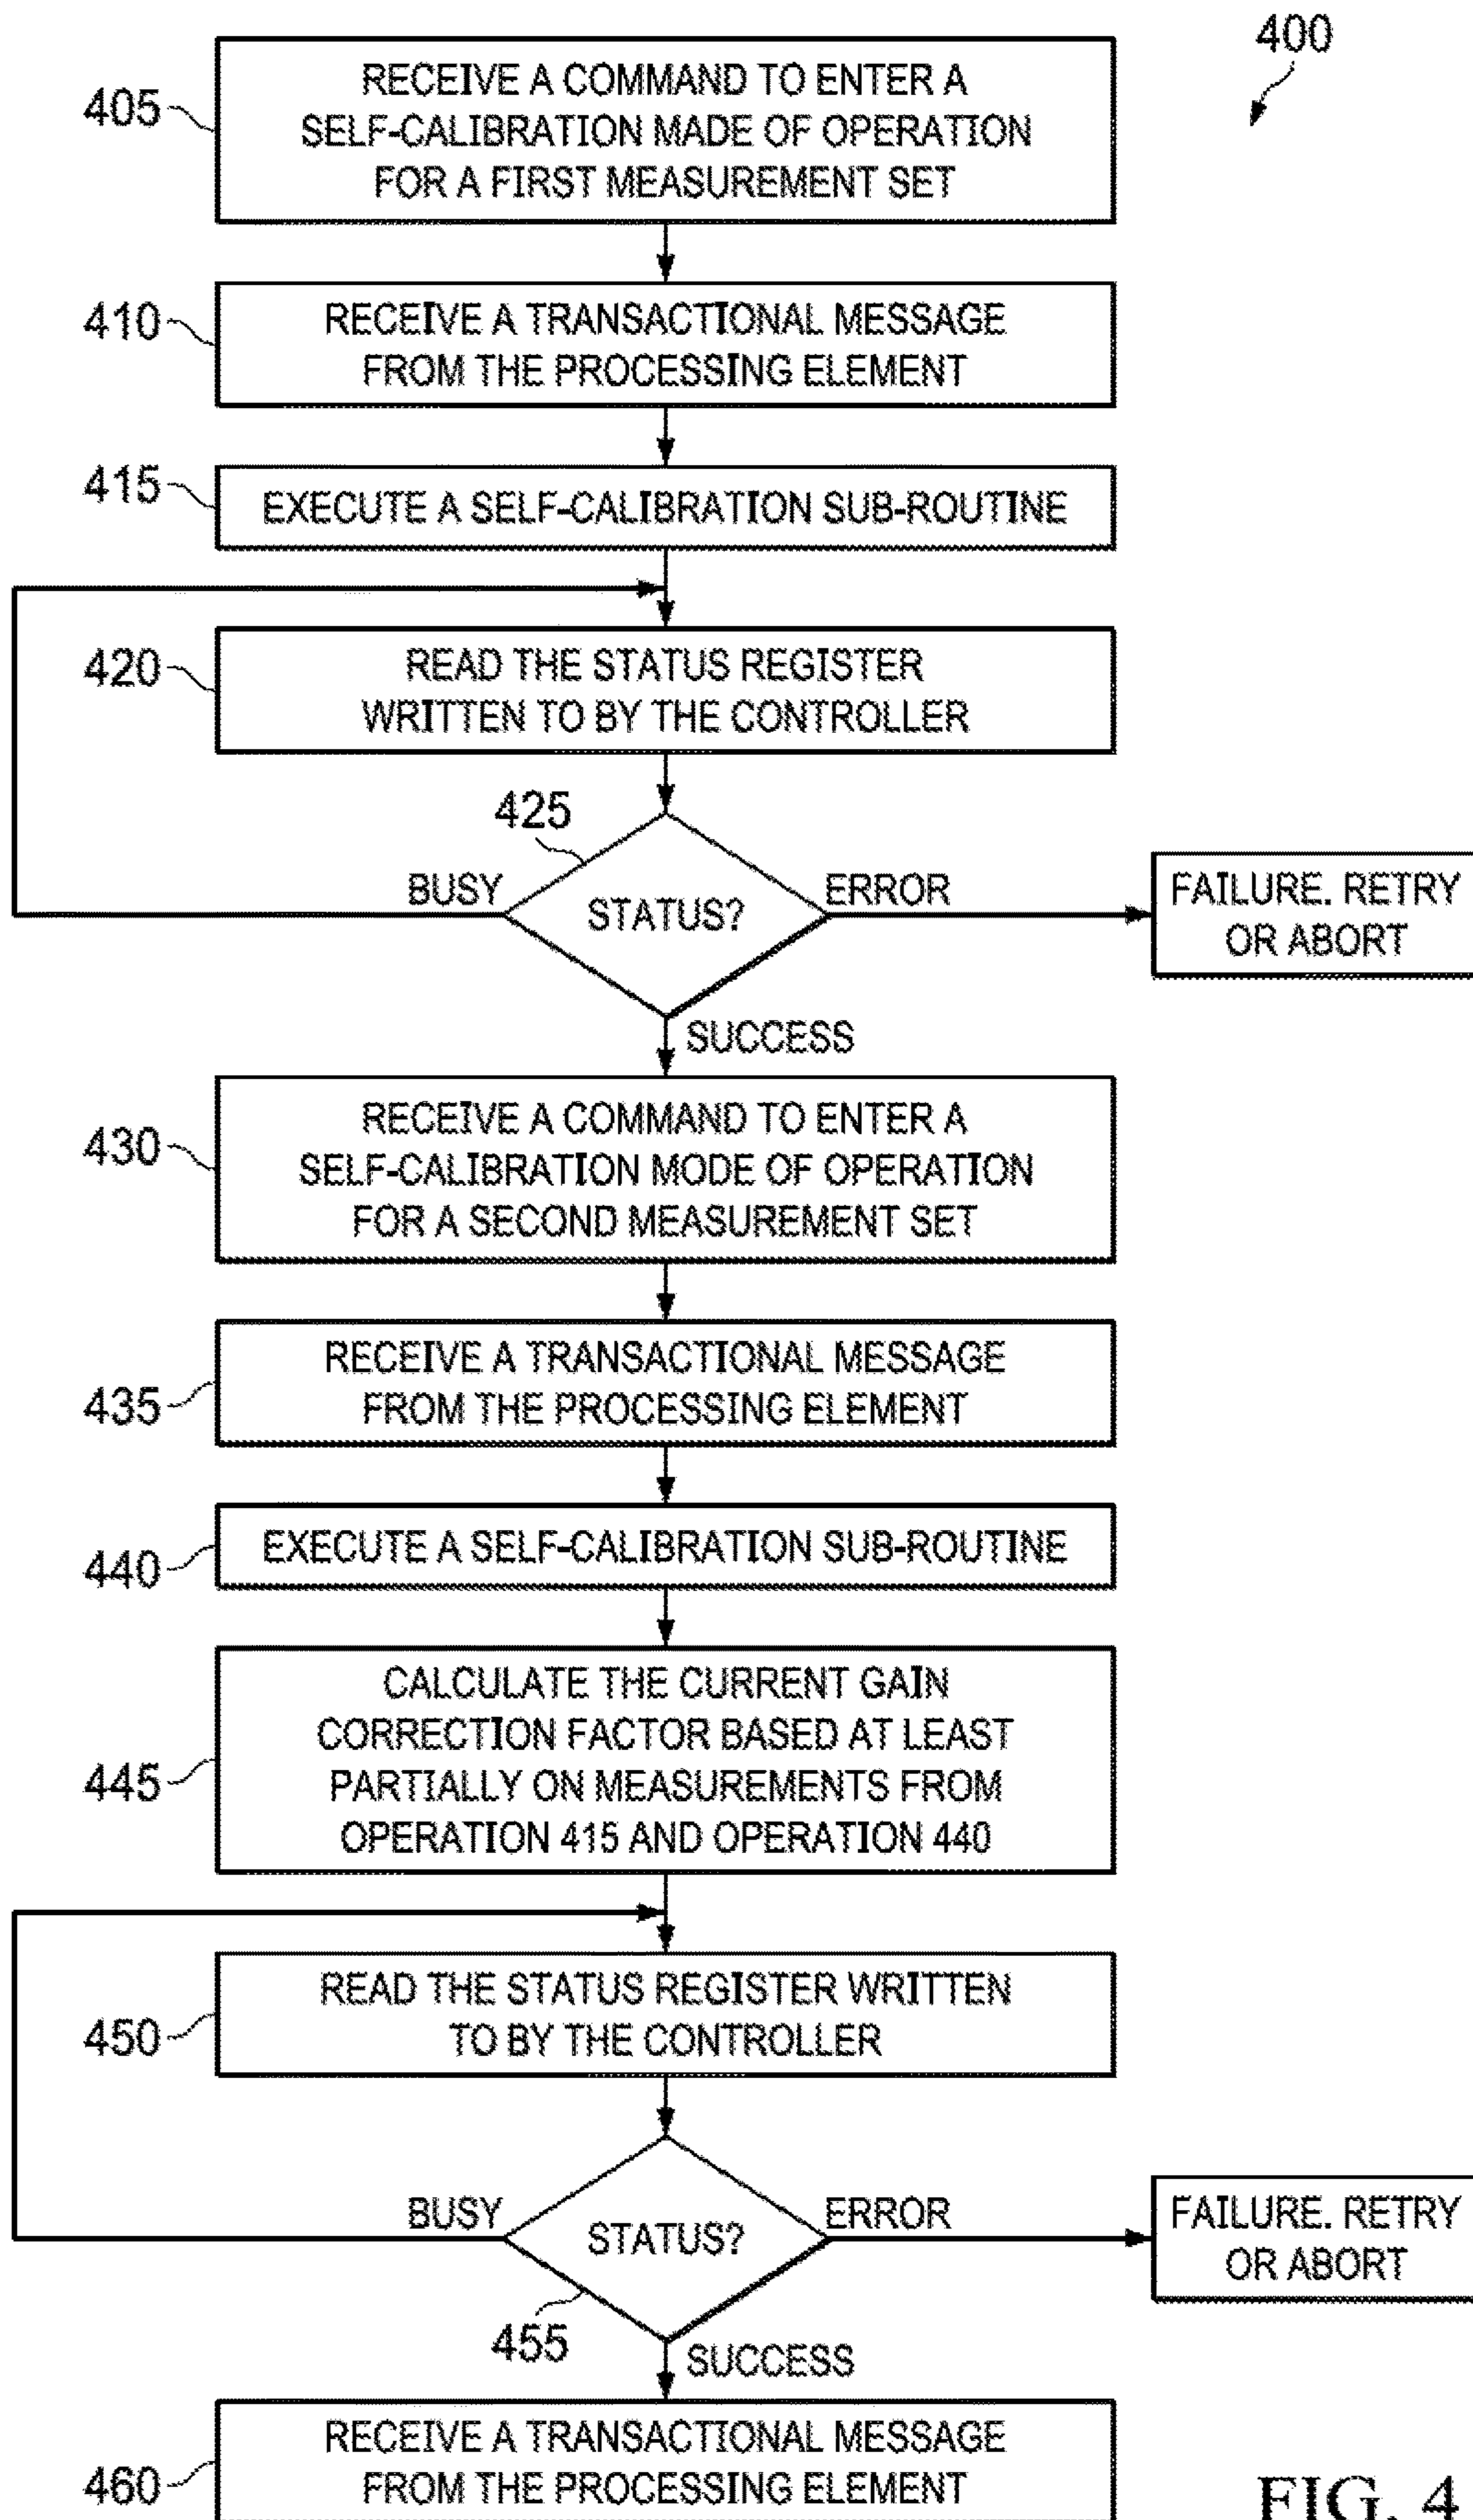 400
405
RECEIVE A COMMAND TO ENTER A
SELF-CALIBRATION MADE OF OPERATION
FOR A FIRST MEASUREMENT SET
410
RECEIVE A TRANSACTIONAL MESSAGE
FROM THE PROCESSING ELEMENT
415
EXECUTE A SELF-CALIBRATION SUB-ROUTINE
420
READ THE STATUS REGISTER
WRITTEN TO BY THE CONTROLLER
425
BUSY
STATUS?
ERROR
FAILURE. RETRY
OR ABORT
SUCCESS
430
RECEIVE A COMMAND TO ENTER A
SELF-CALIBRATION MODE OF OPERATION
FOR A SECOND MEASUREMENT SET
435
RECEIVE A TRANSACTIONAL MESSAGE
FROM THE PROCESSING ELEMENT
440
EXECUTE A SELF-CALIBRATION SUB-ROUTINE
445
CALCULATE THE CURRENT GAIN
CORRECTION FACTOR BASED AT LEAST
PARTIALLY ON MEASUREMENTS FROM
OPERATION 415 AND OPERATION 440
450
READ THE STATUS REGISTER WRITTEN
TO BY THE CONTROLLER
BUSY
STATUS?
ERROR
FAILURE. RETRY
OR ABORT
455
SUCCESS
460
RECEIVE A TRANSACTIONAL MESSAGE
FROM THE PROCESSING ELEMENT
FIG. 4